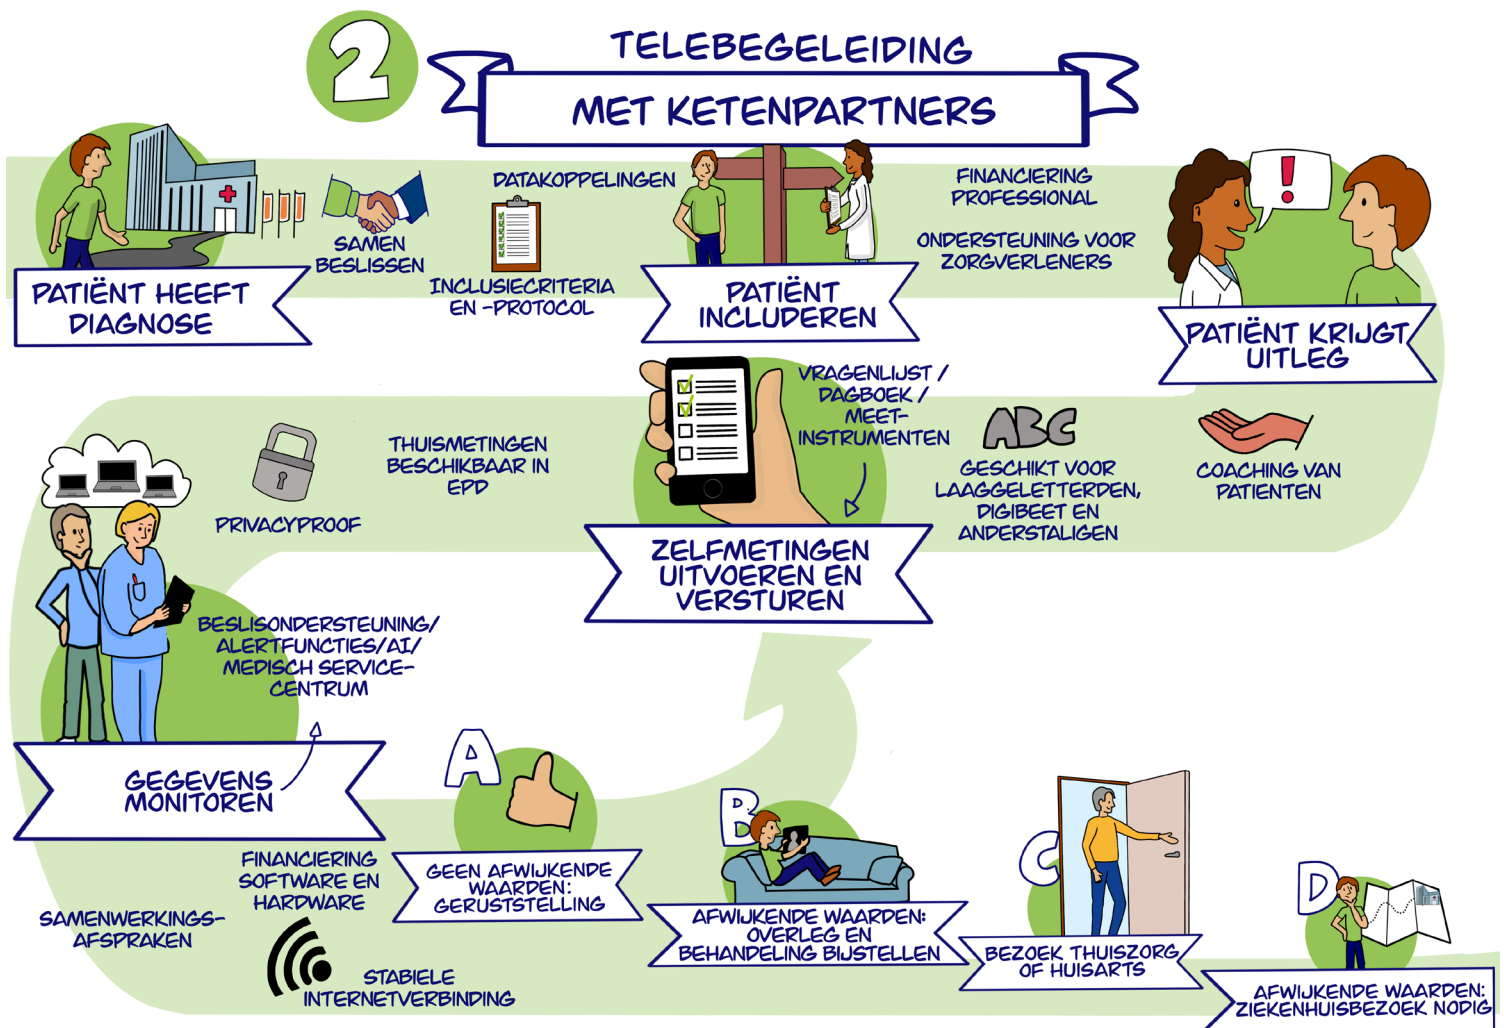 2
TELEBEGELEIDING
MET KETENPARTNERS
PATIËNT HEEFT
DIAGNOSE
SAMEN
BESLISSEN
DATAKOPPELINGEN
INCLUSIECRITERIA
EN -PROTOCOL
PATIËNT
INCLUDEREN
FINANCIERING
PROFESSIONAL
ONDERSTEUNING VOOR
ZORGVERLENERS
!
PATIËNT KRIJGT
UITLEG
COACHING VAN
PATIENTEN
ABC
GESCHIKT VOOR
LAAGGELETTERDEN,
DIGIBEET EN
ANDERSTALIGEN
VRAGENLIJST /
DAGBOEK /
MEET-
INSTRUMENTEN
ZELFMETINGEN
UITVOEREN EN
VERSTUREN
THUISMETINGEN
BESCHIKBAAR IN
EPD
PRIVACYPROOF
BESLISONDERSTEUNING/
ALERTFUNCTIES/AI/
MEDISCH SERVICE-
CENTRUM
GEGEVENS
MONITOREN
FINANCIERING
SOFTWARE EN
HARDWARE
SAMENWERKINGS-
AFSPRAKEN
STABIELE
INTERNETVERBINDING
A
GEEN AFWIJKENDE
WAARDEN:
GERUSTSTELLING
B
AFWIJKENDE WAARDEN:
OVERLEG EN
BEHANDELING BIJSTELLEN
C
BEZOEK THUISZORG
OF HUISARTS
D
AFWIJKENDE WAARDEN:
ZIEKENHUISBEZOEK NODIG